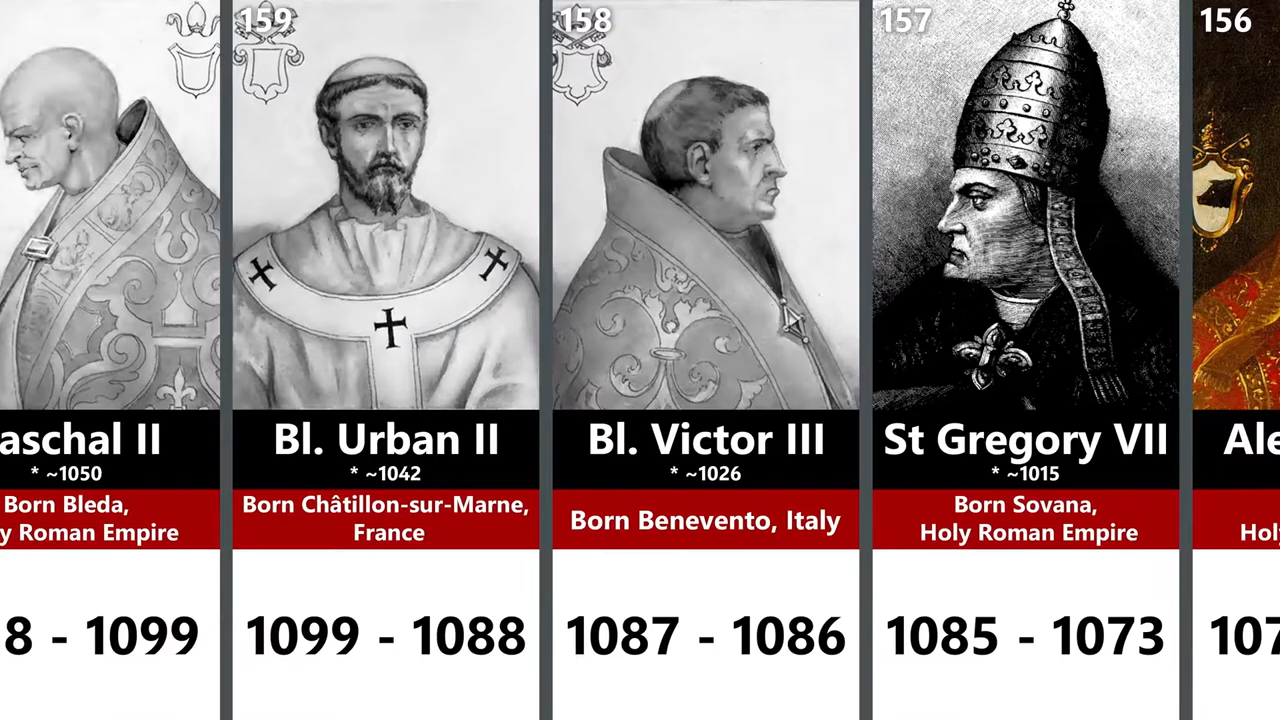 aschal II
* ~1050
Born Bleda,
y Roman Empire
8 - 1099
159
Bl. Urban II
* ~1042
Born Châtillon-sur-Marne,
France
1099 - 1088
158
Bl. Victor III
* ~1026
Born Benevento, Italy
1087 - 1086
157
St Gregory VII
* ~1015
Born Sovana,
Holy Roman Empire
1085 - 1073
156
Ale
Hol
107